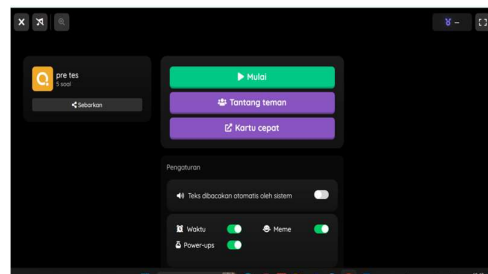 pre tes
5 soal
Sebarkan
Mulai
Tantang teman
Kartu cepat
Pengaturan
Teks dibacakan otomatis oleh sistem
Waktu
Meme
Power-ups